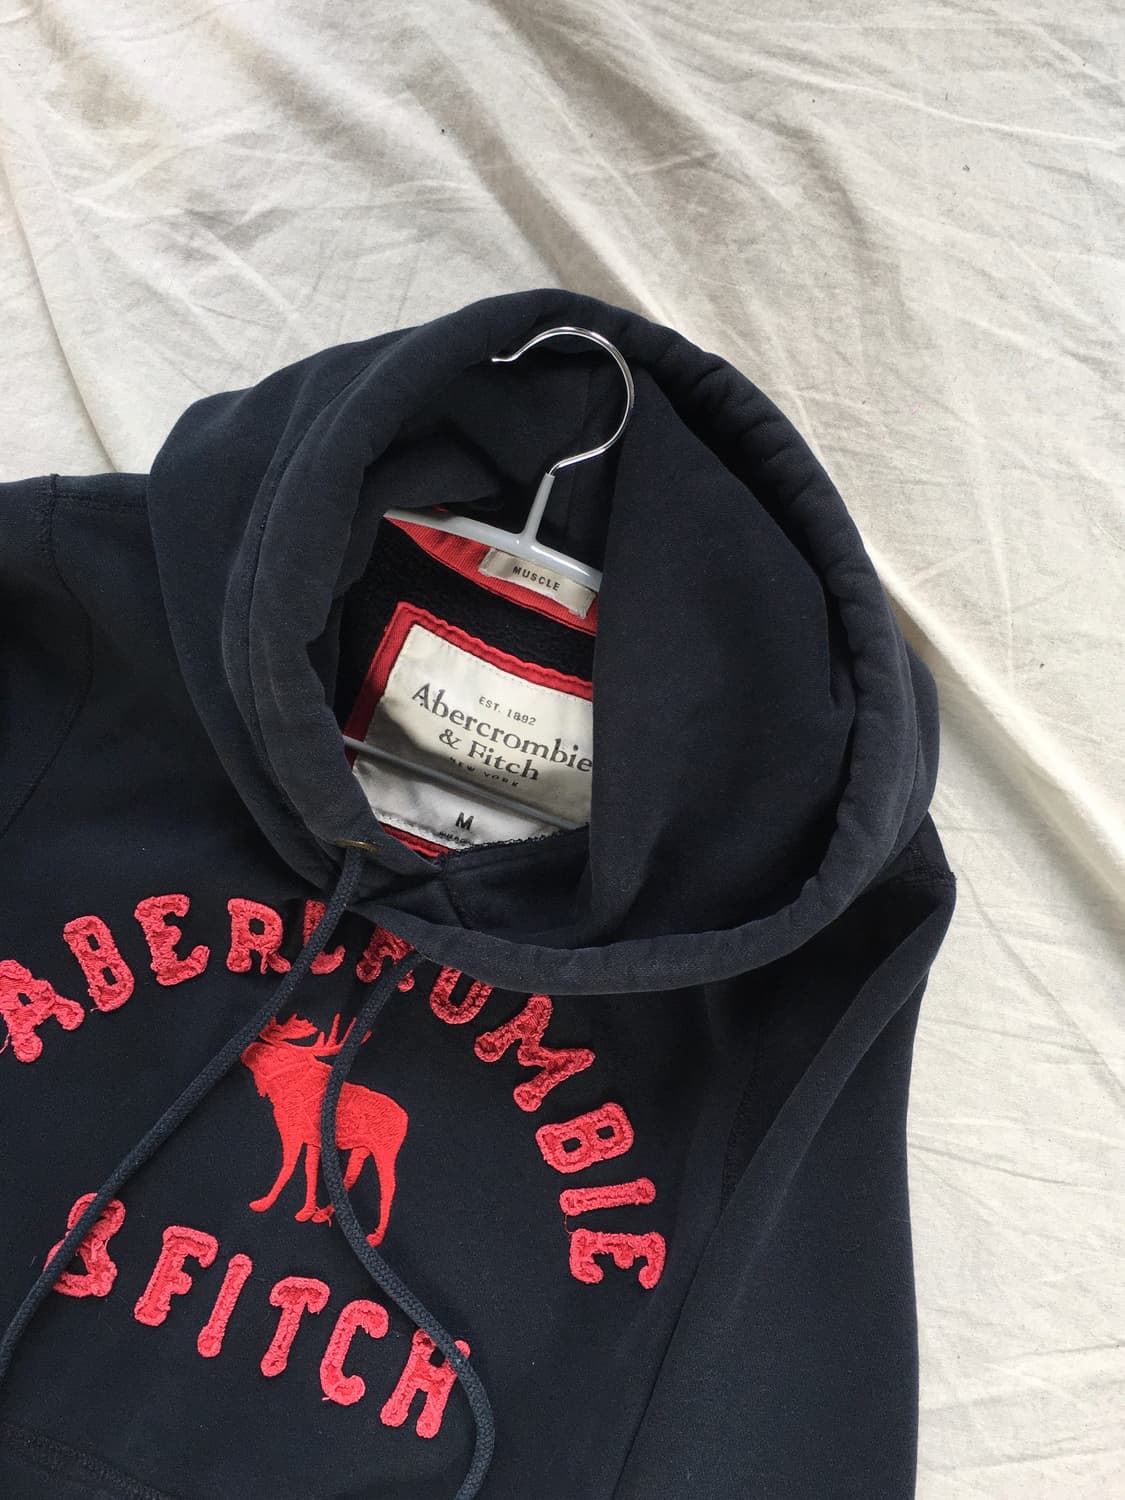 MUSCLE
EST. 1892
Abercrombie
& Fitch
NEW YORK
M
ABERCROMBIE
& FITCH